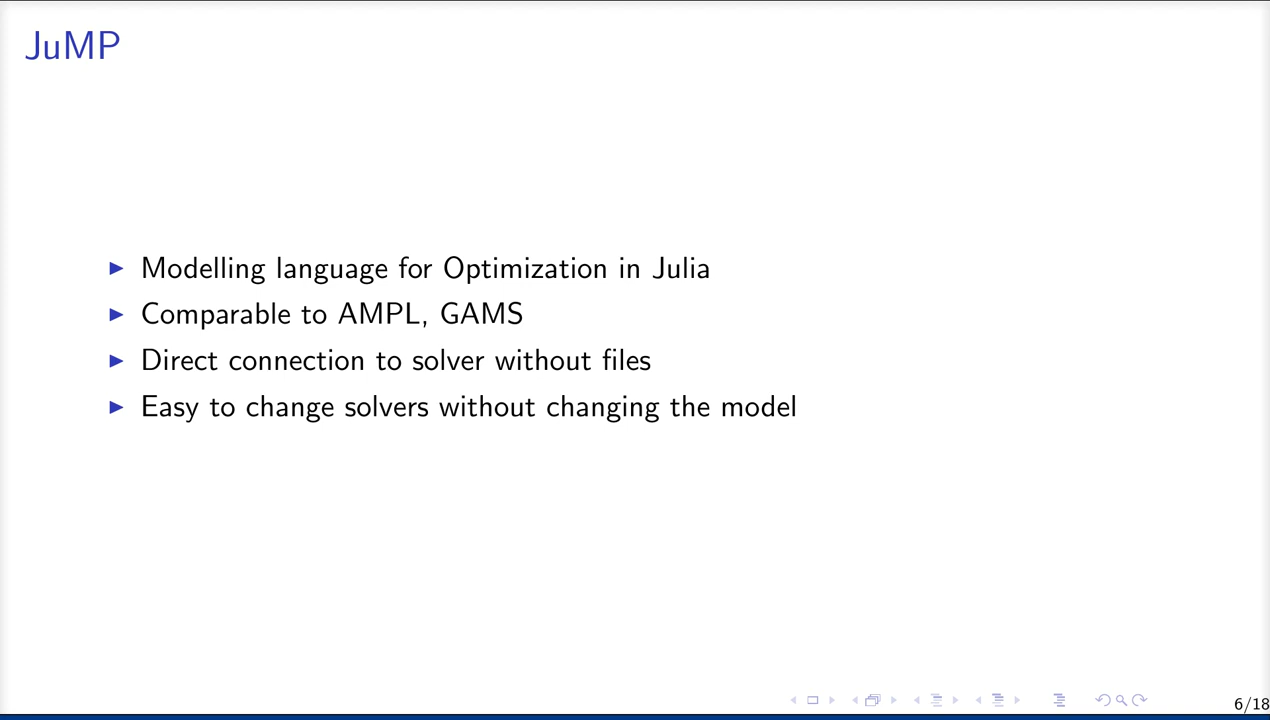 JuMP
Modelling language for Optimization in Julia
Comparable to AMPL, GAMS
Direct connection to solver without files
Easy to change solvers without changing the model
6/18